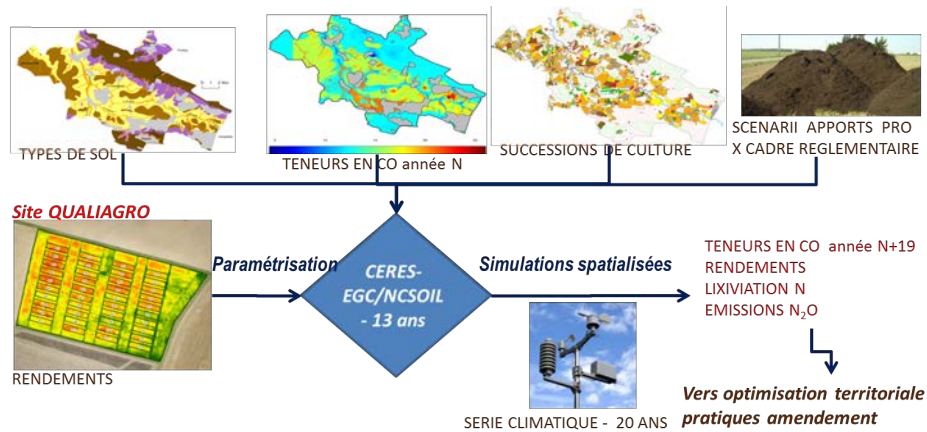 TYPES DE SOL
TENEURS EN CO année N
SUCCESSIONS DE CULTURE
SCENARII APPORTS PRO
X CADRE REGLEMENTAIRE
Site QUALIAGRO
RENDEMENTS
Paramétrisation
CERES-
EGC/NCSOIL
- 13 ans
Simulations spatialisées
SERIE CLIMATIQUE - 20 ANS
TENEURS EN CO année N+19
RENDEMENTS
LIXIVIATION N
EMISSIONS N₂O
Vers optimisation territoriale
pratiques amendement